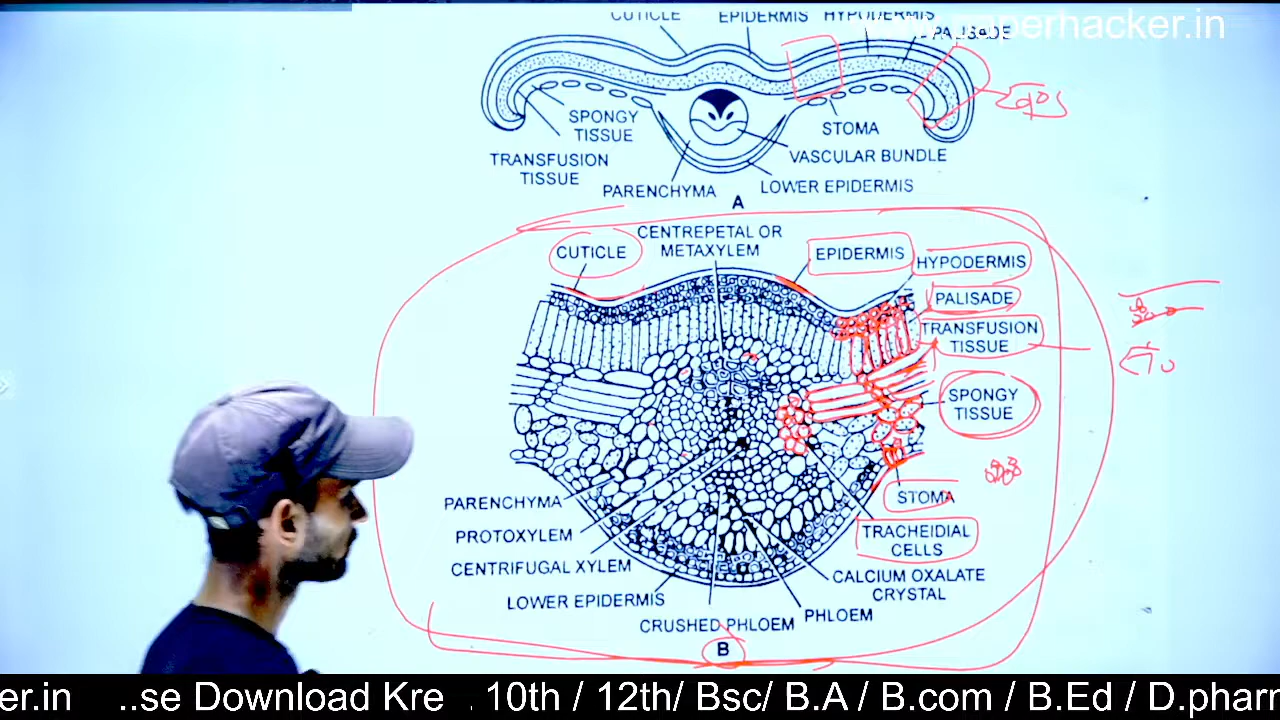 www.paperhacker.in
CUTICLE EPIDERMIS HYPODERMIS
PALISADE
SPONGY
TISSUE
STOMA
TRANSFUSION
TISSUE
VASCULAR BUNDLE
PARENCHYMA
LOWER EPIDERMIS
A
CUTICLE
CENTREPETAL OR
METAXYLEM
EPIDERMIS
HYPODERMIS
PALISADE
TRANSFUSION
TISSUE
SPONGY
TISSUE
STOMA
TRACHEIDIAL
CELLS
PARENCHYMA
PROTOXYLEM
CENTRIFUGAL XYLEM
CALCIUM OXALATE
CRYSTAL
LOWER EPIDERMIS
PHLOEM
CRUSHED PHLOEM
B
er.in ..se Download Kre . 10th / 12th/ Bsc/ B.A / B.com / B.Ed / D.pharm